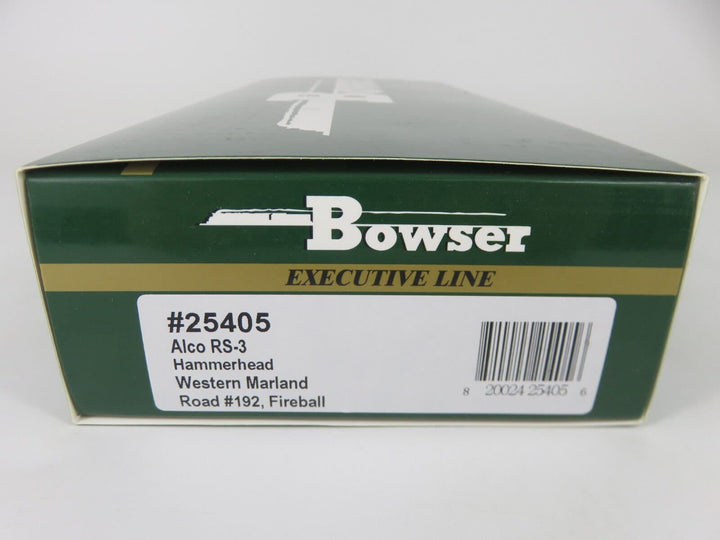 Bowser
EXECUTIVE LINE
#25405
Alco RS-3
Hammerhead
Western Marland
Road #192, Fireball
8 20024 25405 6